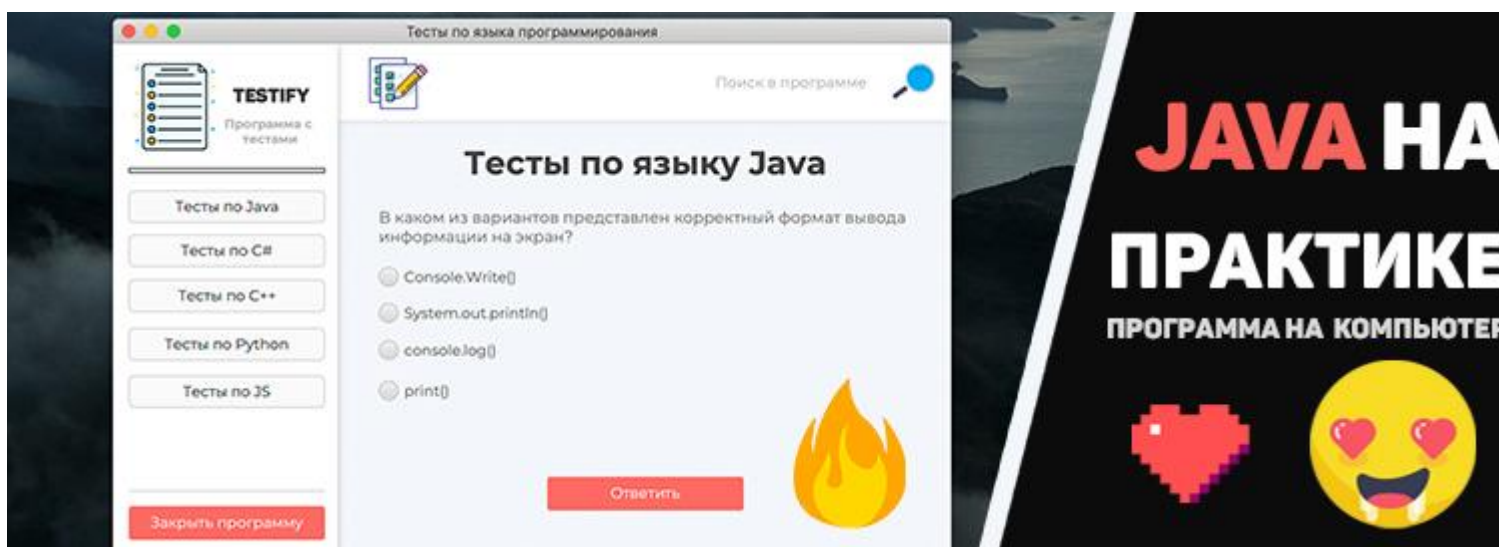 Тесты по языка программирования
TESTIFY
Программа с
тестами
Тесты по Java
Тесты по C#
Тесты по C++
Тесты по Python
Тесты по JS
Закрыть программу
Поиск в программе
Тесты по языку Java
В каком из вариантов представлен корректный формат вывода
информации на экран?
Console.Write()
System.out.println()
console.log()
print()
Ответить
JAVA НА
ПРАКТИКЕ
ПРОГРАММА НА КОМПЬЮТЕР